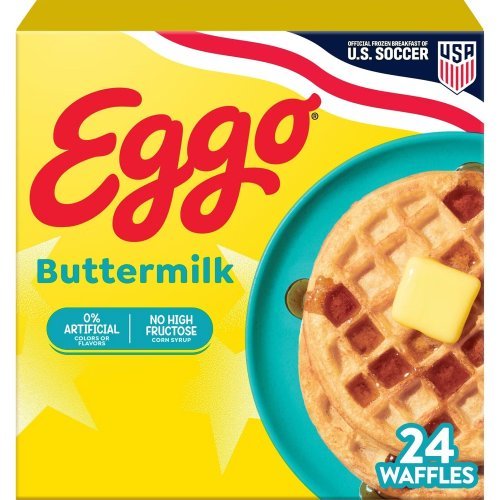 OFFICIAL FROZEN BREAKFAST OF
U.S. SOCCER
USA
Eggo®
Buttermilk
0%
ARTIFICIAL
COLORS OR
FLAVORS
NO HIGH
FRUCTOSE
CORN SYRUP
24
WAFFLES